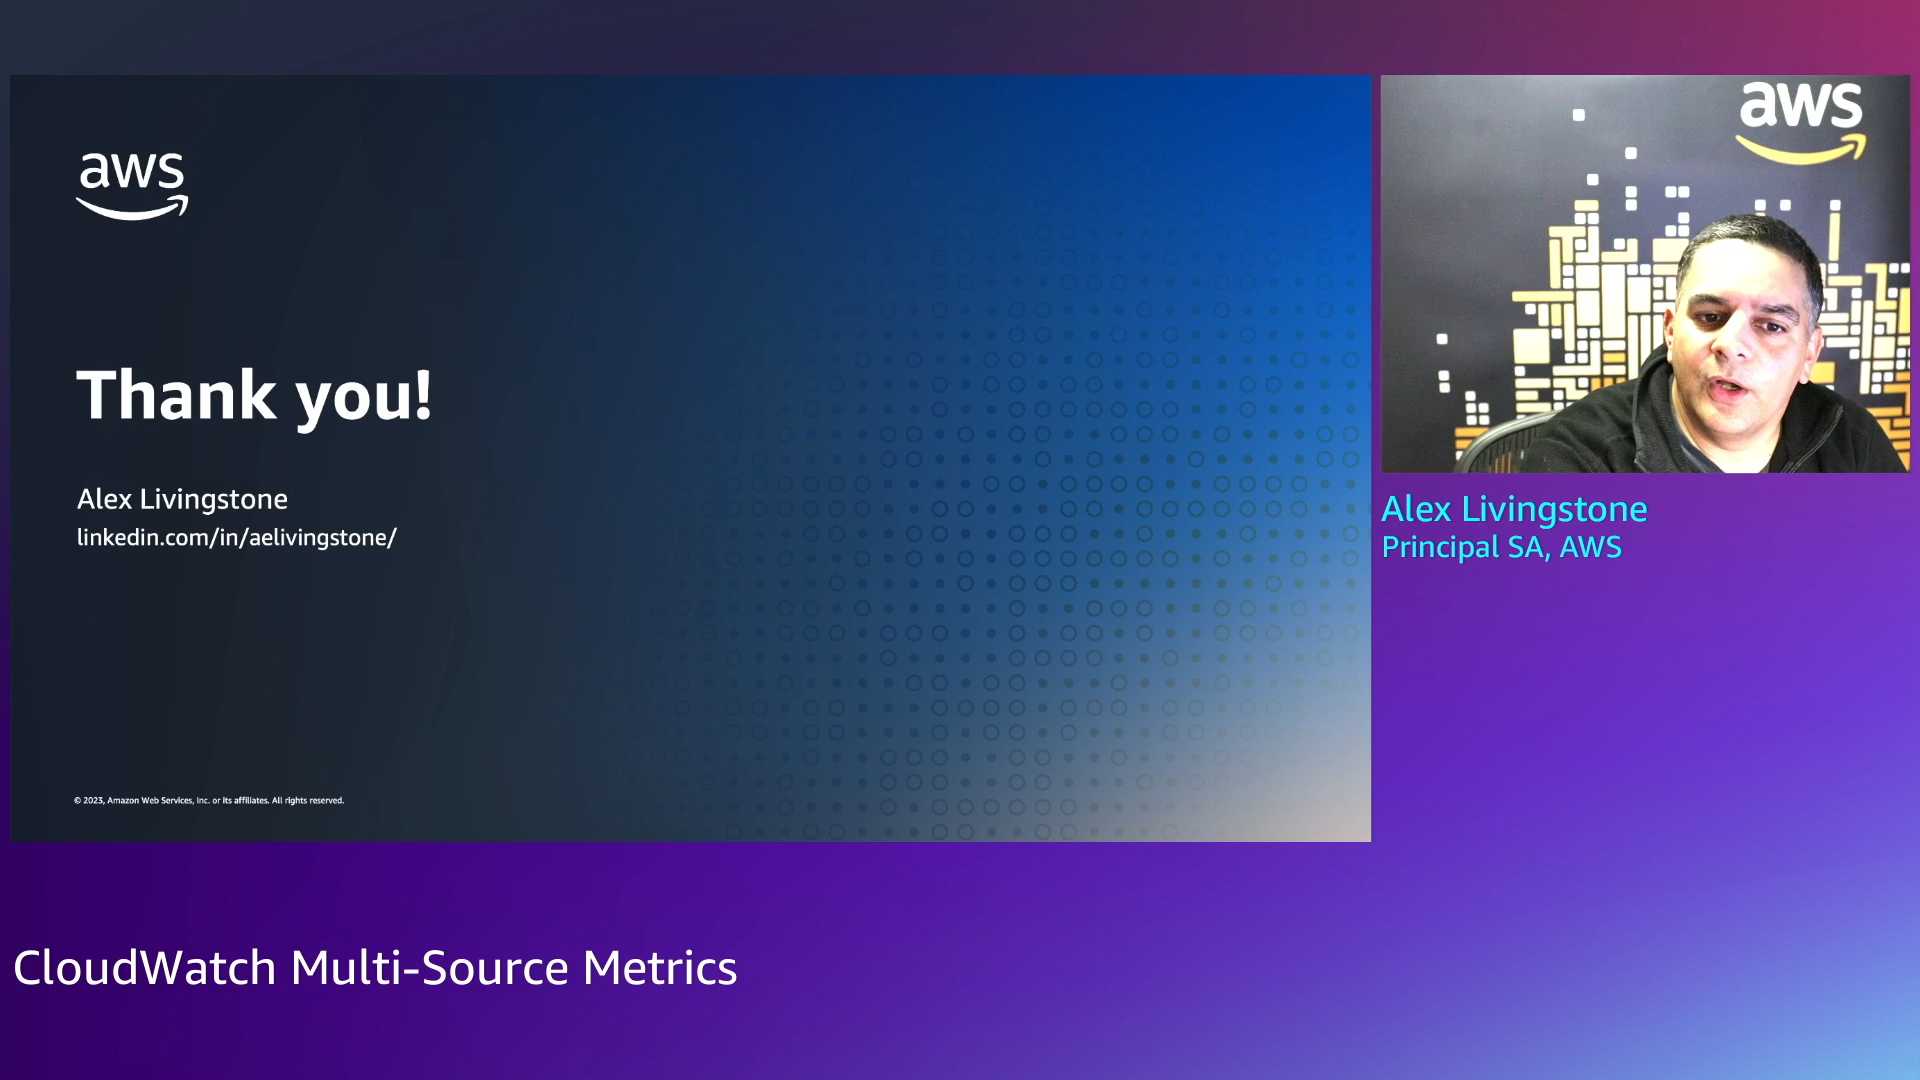 aws
Thank you!
Alex Livingstone
linkedin.com/in/aelivingstone/
© 2023, Amazon Web Services, Inc. or its affiliates. All rights reserved.
aws
Alex Livingstone
Principal SA, AWS
CloudWatch Multi-Source Metrics